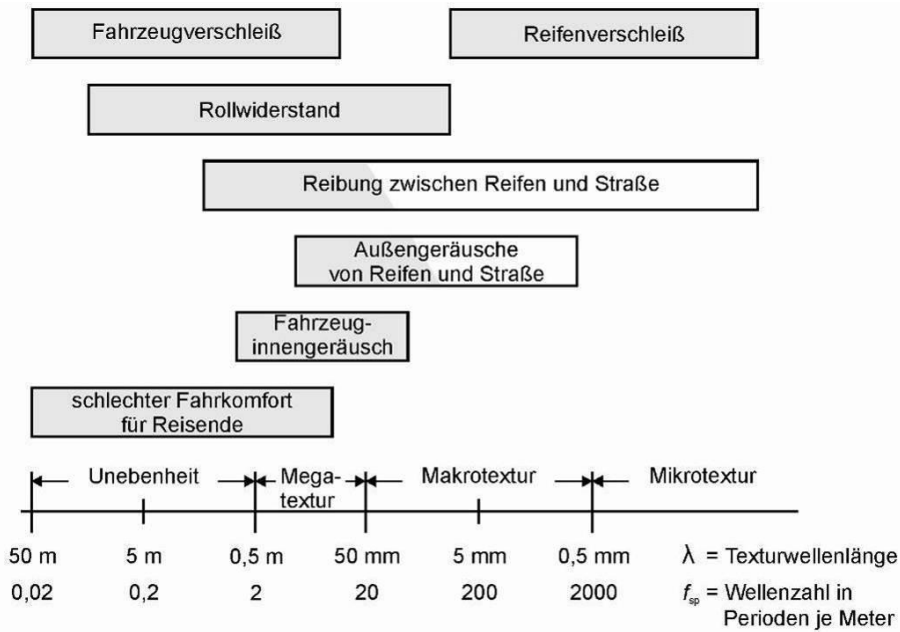 Fahrzeugverschleiß
Reifenverschleiß
Rollwiderstand
Reibung zwischen Reifen und Straße
Außengeräusche
von Reifen und Straße
Fahrzeug-
innengeräusch
schlechter Fahrkomfort
für Reisende
Unebenheit
Mega-
textur
Makrotextur
Mikrotextur
50 m 5 m 0,5 m 50 mm 5 mm 0,5 mm λ = Texturwellenlänge
0,02 0,2 2 20 200 2000 fsp = Wellenzahl in
Perioden je Meter